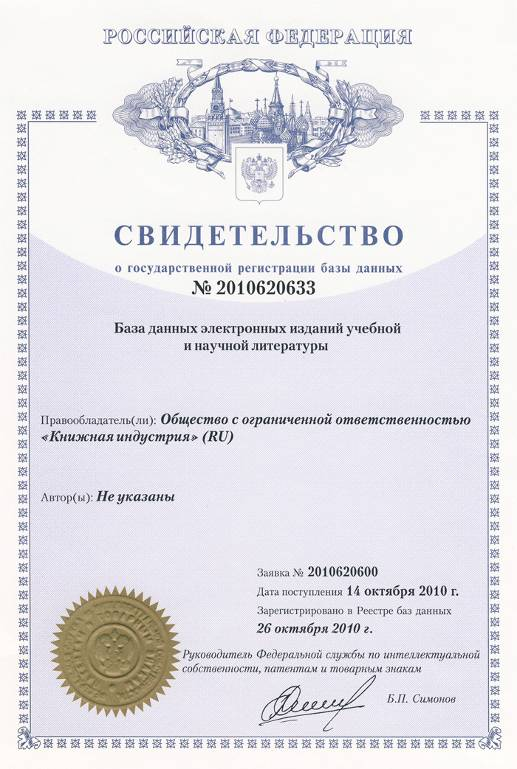 РОССИЙСКАЯ ФЕДЕРАЦИЯ
СВИДЕТЕЛЬСТВО
о государственной регистрации базы данных
№ 2010620633
База данных электронных изданий учебной
и научной литературы
Правообладатель(ли): Общество с ограниченной ответственностью
«Книжная индустрия» (RU)
Автор(ы): Не указаны
Заявка № 2010620600
Дата поступления 14 октября 2010 г.
Зарегистрировано в Реестре баз данных
26 октября 2010 г.
Руководитель Федеральной службы по интеллектуальной
собственности, патентам и товарным знакам
Б.П. Симонов